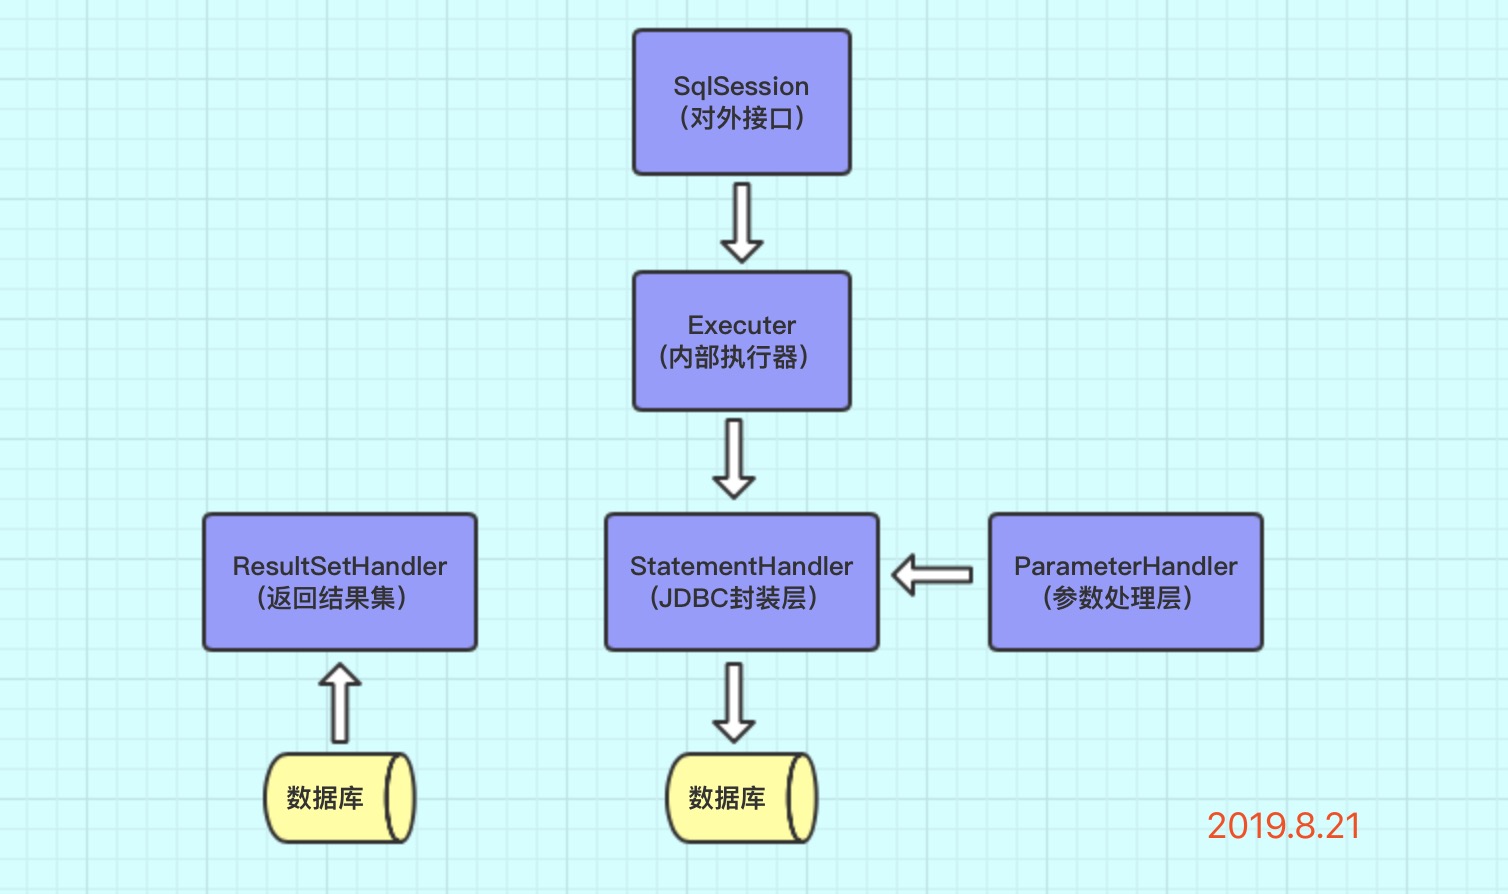 SqlSession
（对外接口）
Executer
（内部执行器）
ResultSetHandler
（返回结果集）
StatementHandler
（JDBC封装层）
ParameterHandler
（参数处理层）
数据库
数据库
2019.8.21